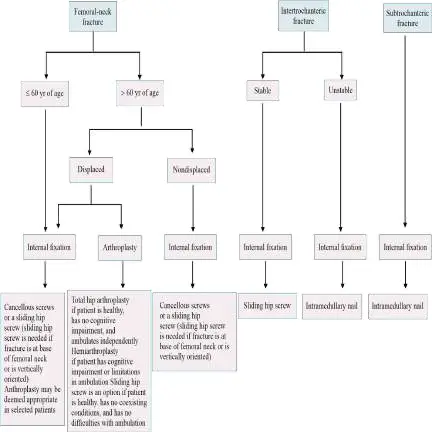 Femoral-neck
fracture
Intertrochanteric
fracture
Subtrochanteric
fracture
≤ 60 yr of age
> 60 yr of age
Stable
Unstable
Displaced
Nondisplaced
Internal fixation
Arthroplasty
Internal fixation
Internal fixation
Internal fixation
Internal fixation
Cancellous screws
or a sliding hip
screw (sliding hip
screw is needed if
fracture is at base
of femoral neck
or is vertically
oriented)
Arthroplasty may be
deemed appropriate
in selected patients
Total hip arthroplasty
if patient is healthy,
has no cognitive
impairment, and
ambulates independently
Hemiarthroplasty
if patient has cognitive
impairment or limitations
in ambulation Sliding hip
screw is an option if patient
is healthy, has no coexisting
conditions, and has no
difficulties with ambulation
Cancellous screws
or a sliding hip
screw (sliding hip screw
is needed if fracture is at
base of femoral neck or is
vertically oriented)
Sliding hip screw
Intramedullary nail
Intramedullary nail